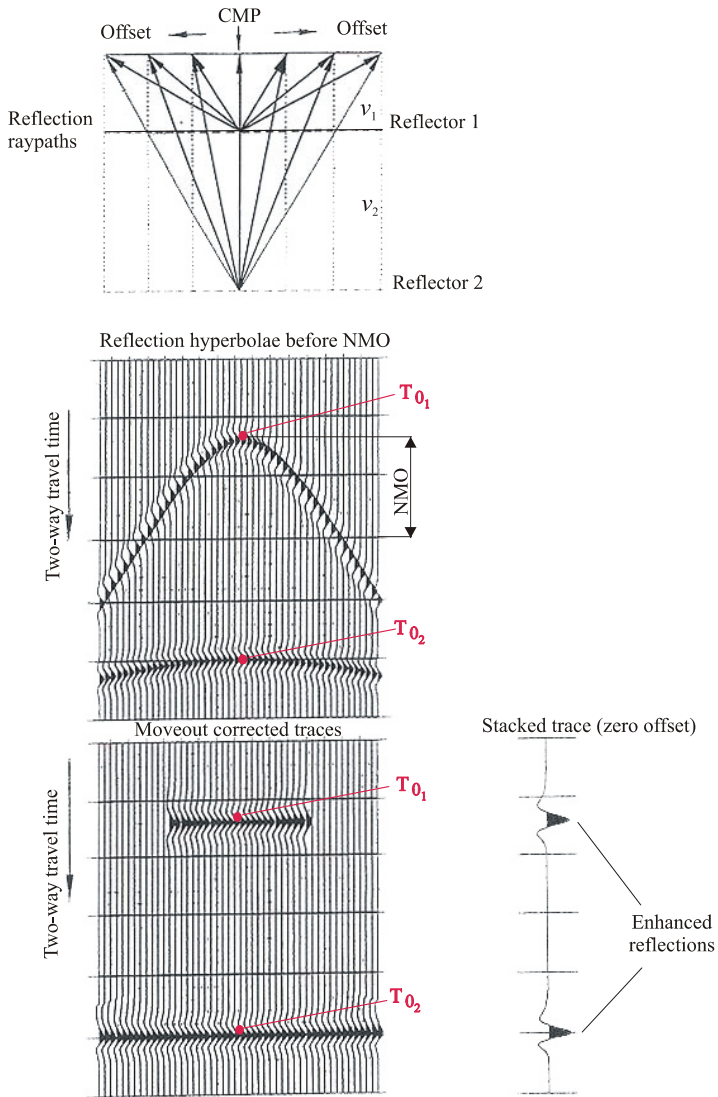 CMP
Offset
Offset
Reflection
raypaths
v1
Reflector 1
v2
Reflector 2
Reflection hyperbolae before NMO
T01
Two-way travel time
NMO
T02
Moveout corrected traces
Stacked trace (zero offset)
T01
Two-way travel time
Enhanced
reflections
T02